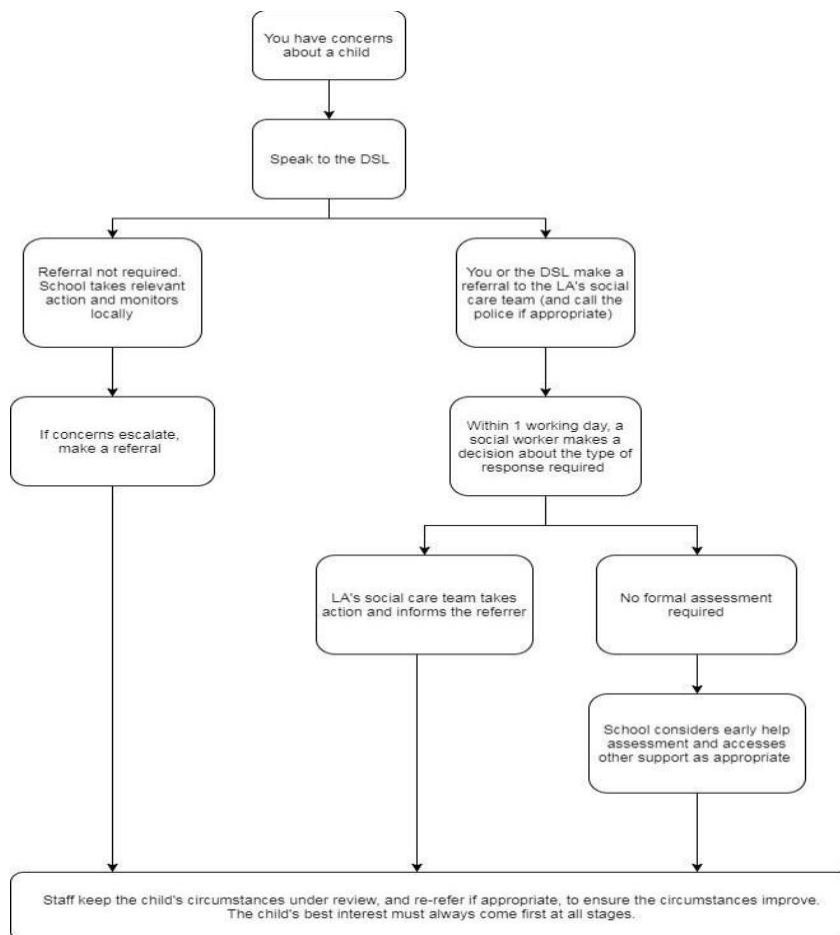 You have concerns
about a child
Speak to the DSL
Referral not required.
School takes relevant
action and monitors
locally
You or the DSL make a
referral to the LA's social
care team (and call the
police if appropriate)
If concerns escalate,
make a referral
Within 1 working day, a
social worker makes a
decision about the type of
response required
LA's social care team takes
action and informs the referrer
No formal assessment
required
School considers early help
assessment and accesses
other support as appropriate
Staff keep the child's circumstances under review, and re-refer if appropriate, to ensure the circumstances improve.
The child's best interest must always come first at all stages.